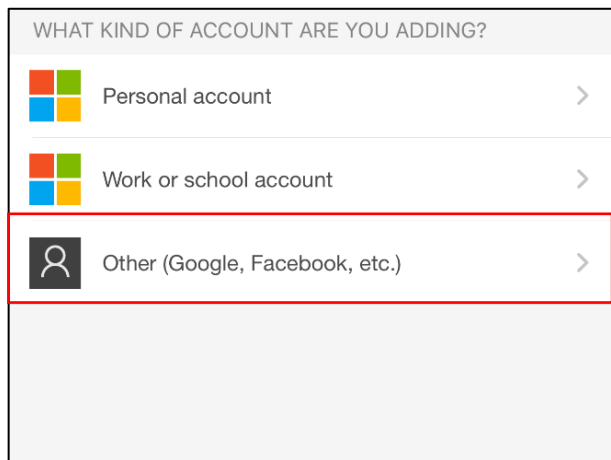 WHAT KIND OF ACCOUNT ARE YOU ADDING?
Personal account
Work or school account
Other (Google, Facebook, etc.)